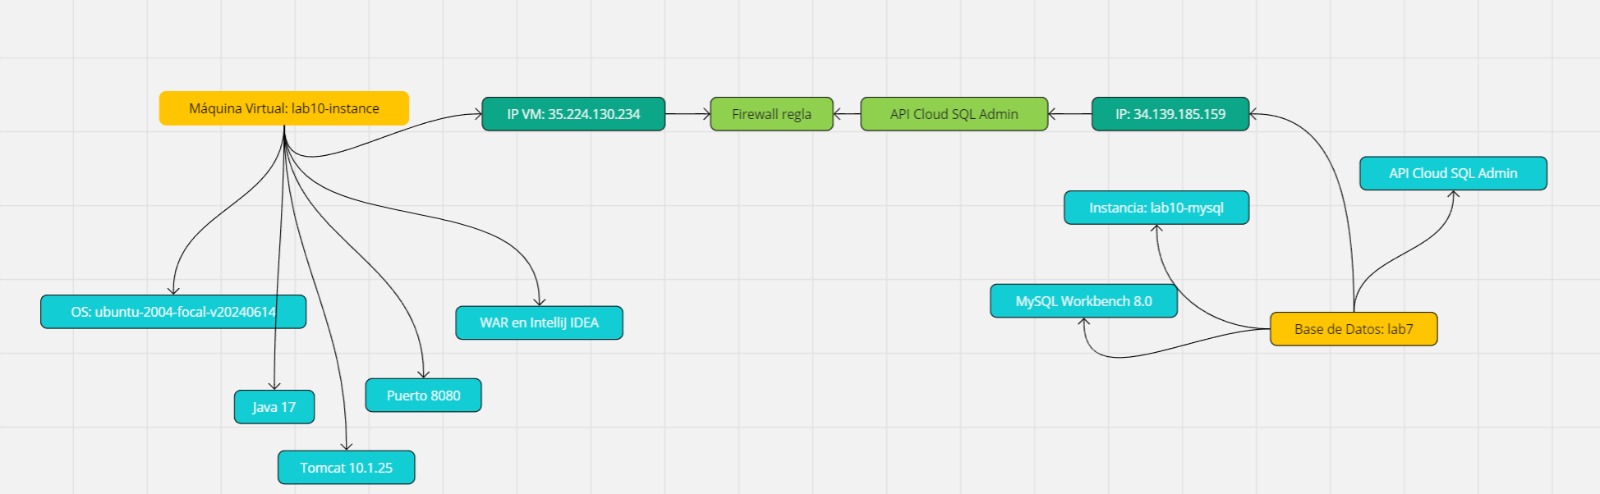 Máquina Virtual: lab10-instance
IP VM: 35.224.130.234
Firewall regla
API Cloud SQL Admin
IP: 34.139.185.159
API Cloud SQL Admin
Instancia: lab10-mysql
MySQL Workbench 8.0
Base de Datos: lab7
OS: ubuntu-2004-focal-v20240614
WAR en IntelliJ IDEA
Puerto 8080
Java 17
Tomcat 10.1.25